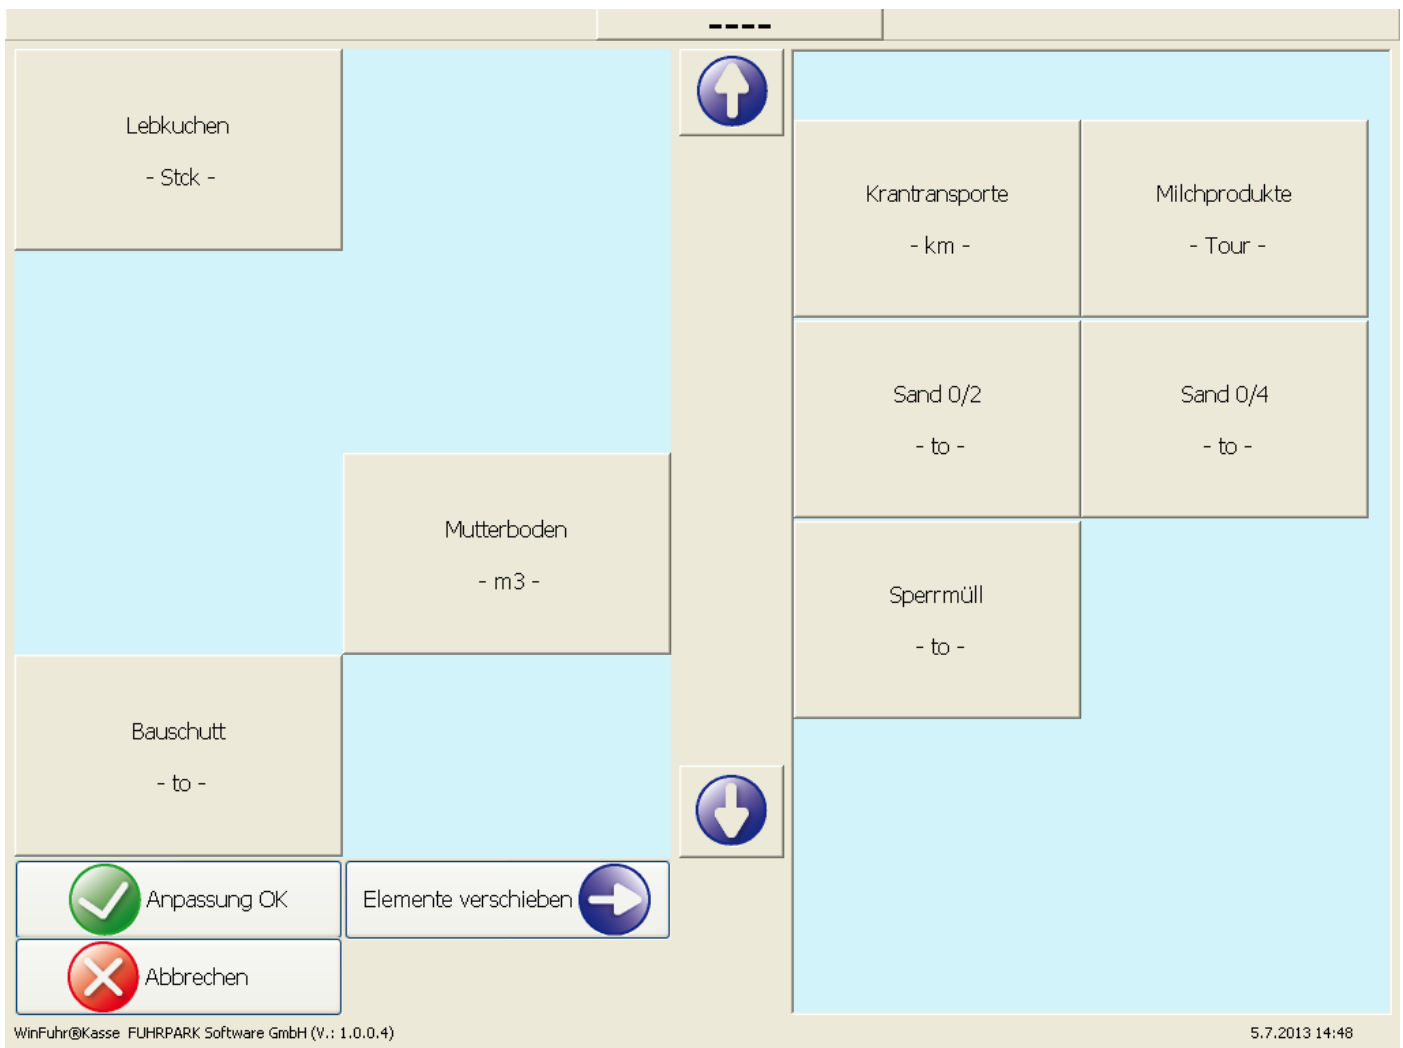 ----
Lebkuchen
- Stck -
Mutterboden
- m3 -
Bauschutt
- to -
Krantransporte
- km -
Milchprodukte
- Tour -
Sand 0/2
- to -
Sand 0/4
- to -
Sperrmüll
- to -
Anpassung OK
Elemente verschieben
Abbrechen
WinFuhr®Kasse FUHRPARK Software GmbH (V.: 1.0.0.4)
5.7.2013 14:48